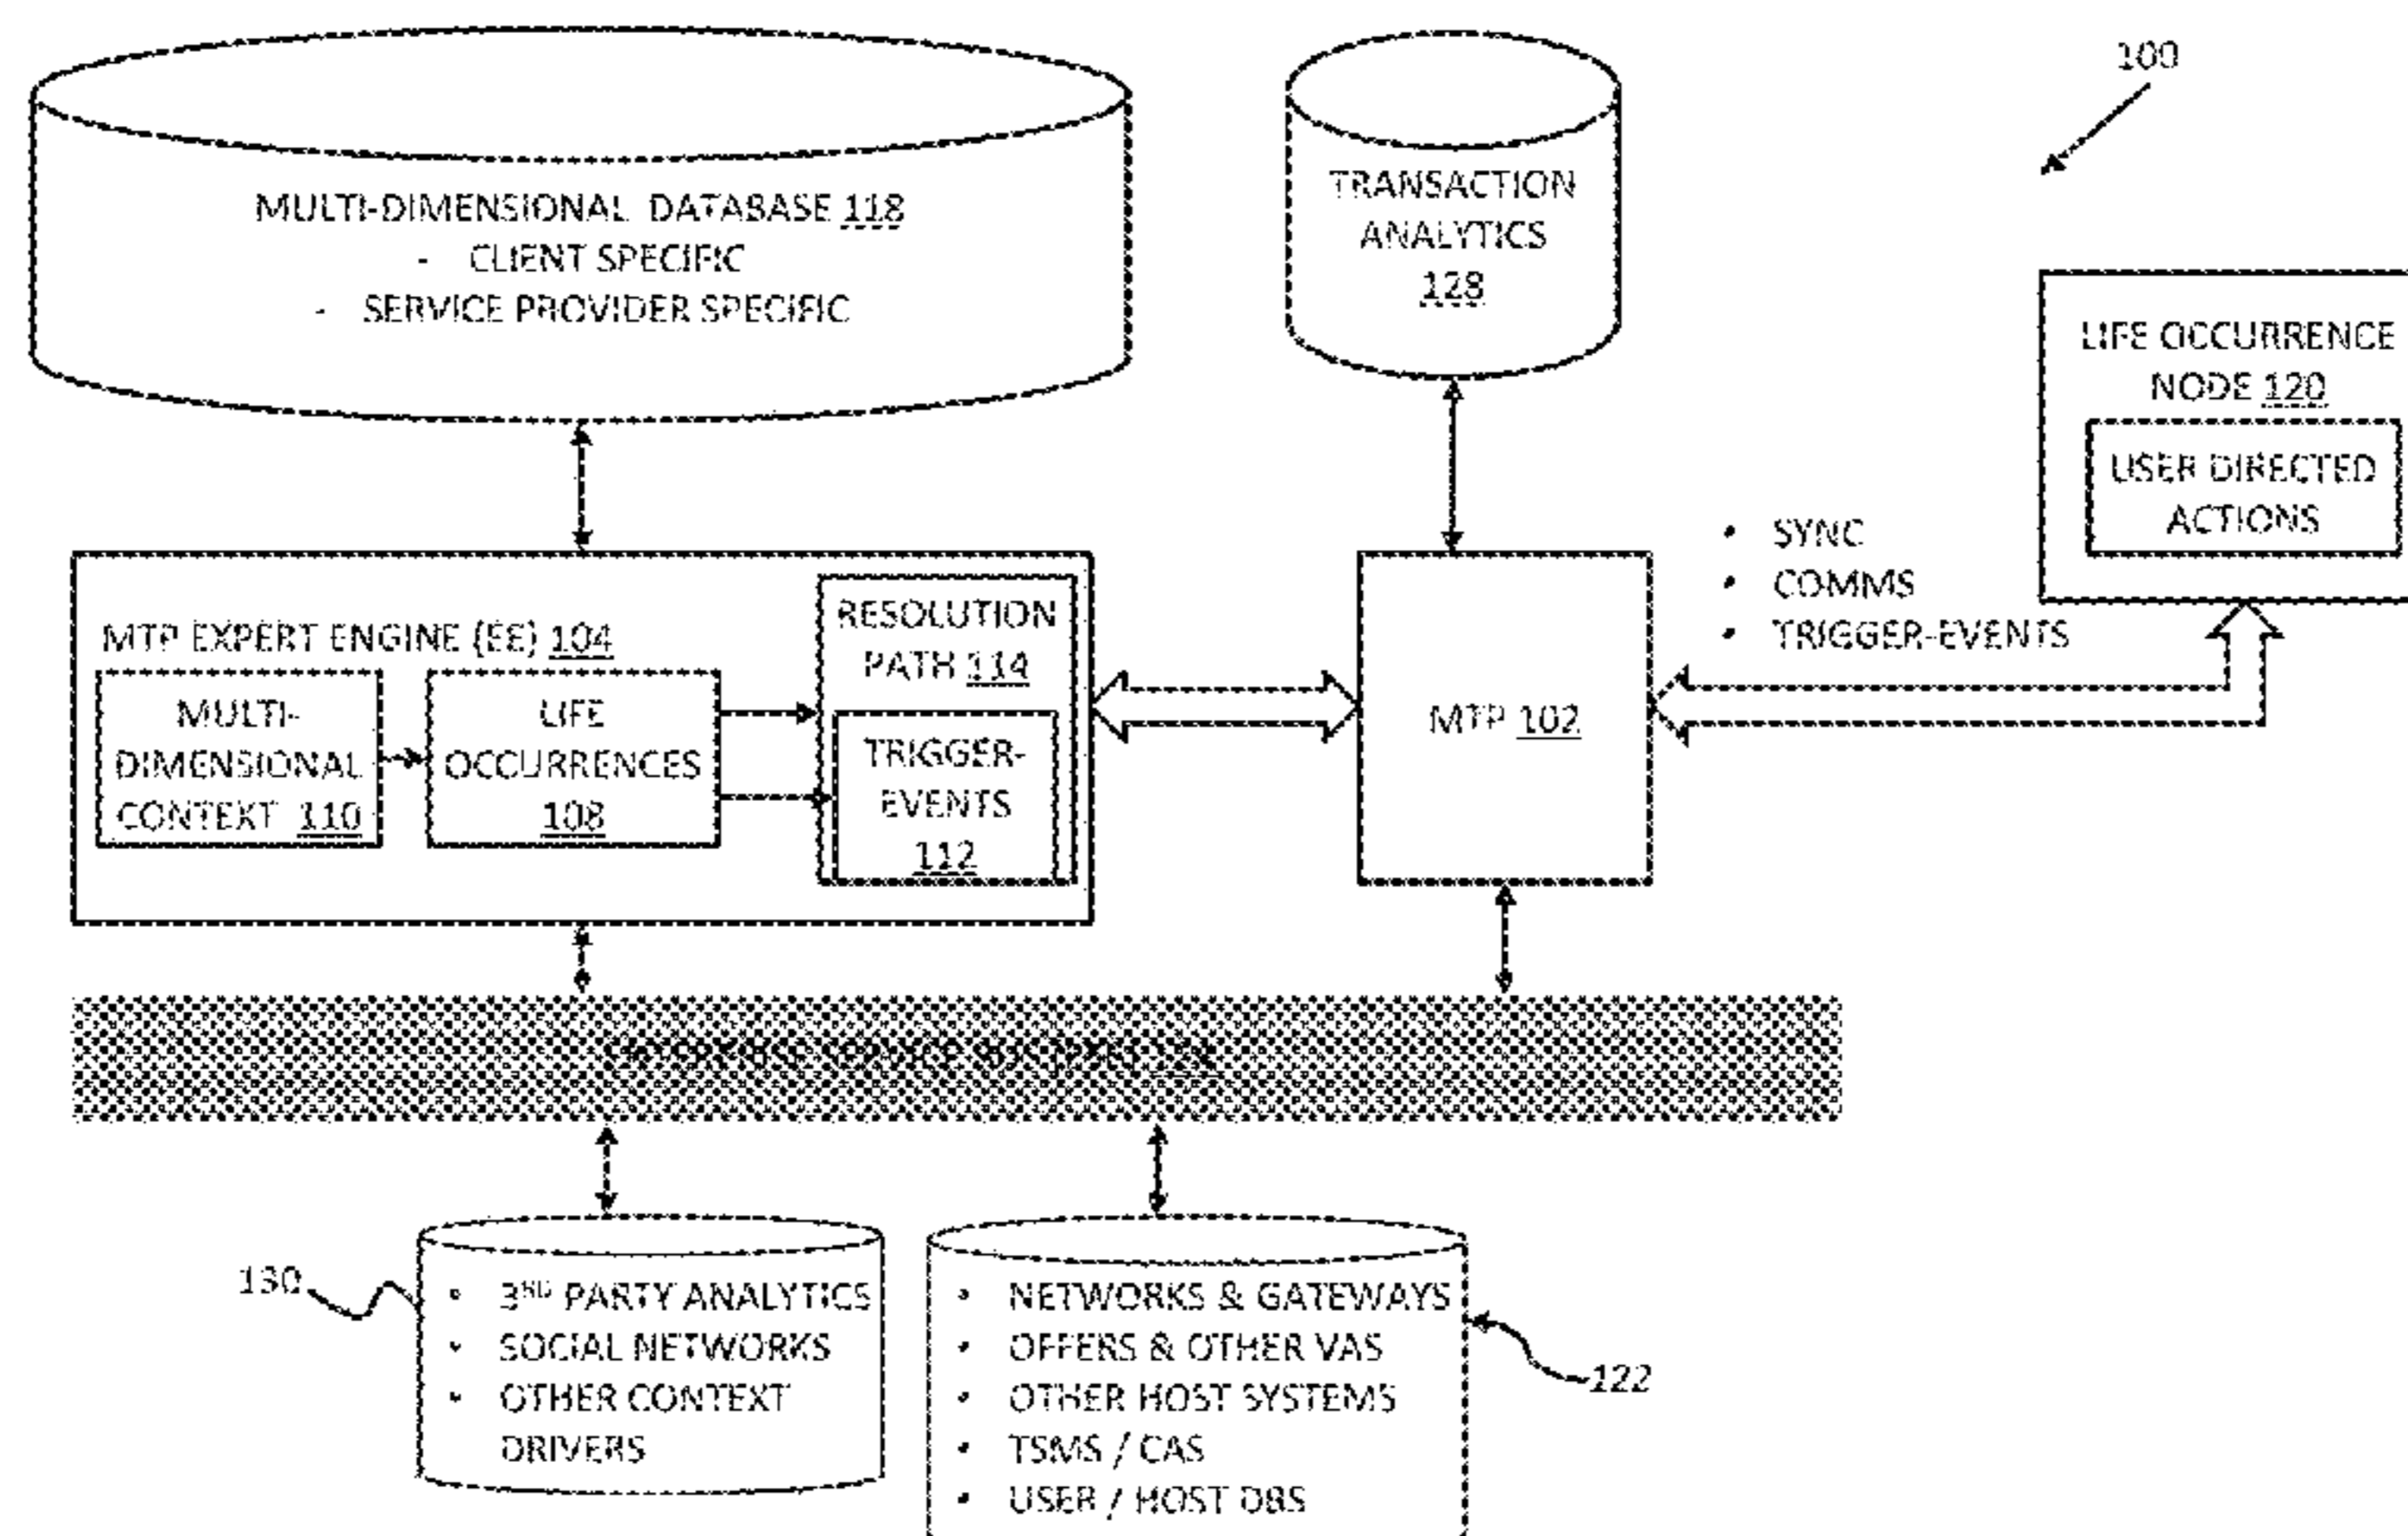 100
MULTI-DIMENSIONAL DATABASE 118
- CLIENT SPECIFIC
- SERVICE PROVIDER SPECIFIC
TRANSACTION
ANALYTICS
128
LIFE OCCURRENCE
NODE 120
USER DIRECTED
ACTIONS
• SYNC
• COMMS
• TRIGGER-EVENTS
MTP EXPERT ENGINE (EE) 104
MULTI-
DIMENSIONAL
CONTEXT 110
LIFE
OCCURRENCES
108
RESOLUTION
PATH 114
TRIGGER-
EVENTS
112
MTP 102
SERVICE
130
• 3RD PARTY ANALYTICS
• SOCIAL NETWORKS
• OTHER CONTEXT
DRIVERS
• NETWORKS & GATEWAYS
• OFFERS & OTHER VAS
• OTHER HOST SYSTEMS
• TSMS / CAS
• USER / HOST DBS
122